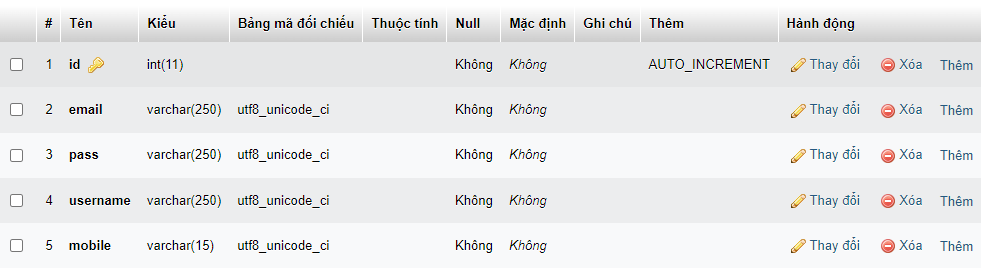 # Tên Kiểu Bảng mã đối chiếu Thuộc tính Null Mặc định Ghi chú Thêm Hành động
1 id int(11) Không Không AUTO_INCREMENT Thay đổi Xóa Thêm
2 email varchar(250) utf8_unicode_ci Không Không Thay đổi Xóa Thêm
3 pass varchar(250) utf8_unicode_ci Không Không Thay đổi Xóa Thêm
4 username varchar(250) utf8_unicode_ci Không Không Thay đổi Xóa Thêm
5 mobile varchar(15) utf8_unicode_ci Không Không Thay đổi Xóa Thêm